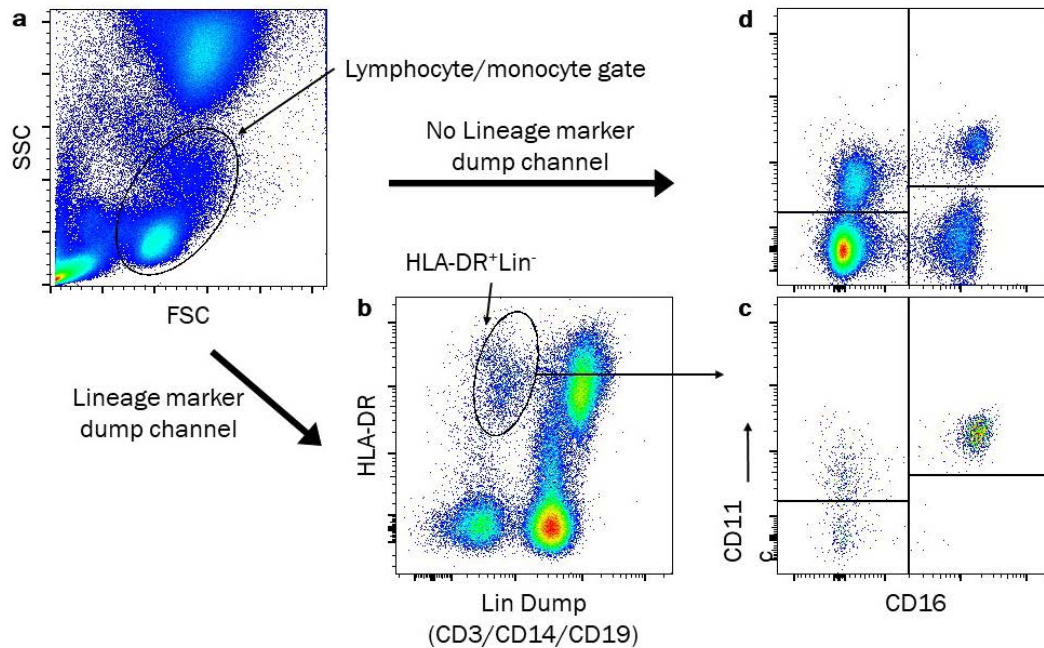 a
SSC
FSC
Lymphocyte/monocyte gate
No Lineage marker
dump channel
d
HLA-DR⁺Lin⁻
Lineage marker
dump channel
b
HLA-DR
Lin Dump
(CD3/CD14/CD19)
c
CD11
c
CD16